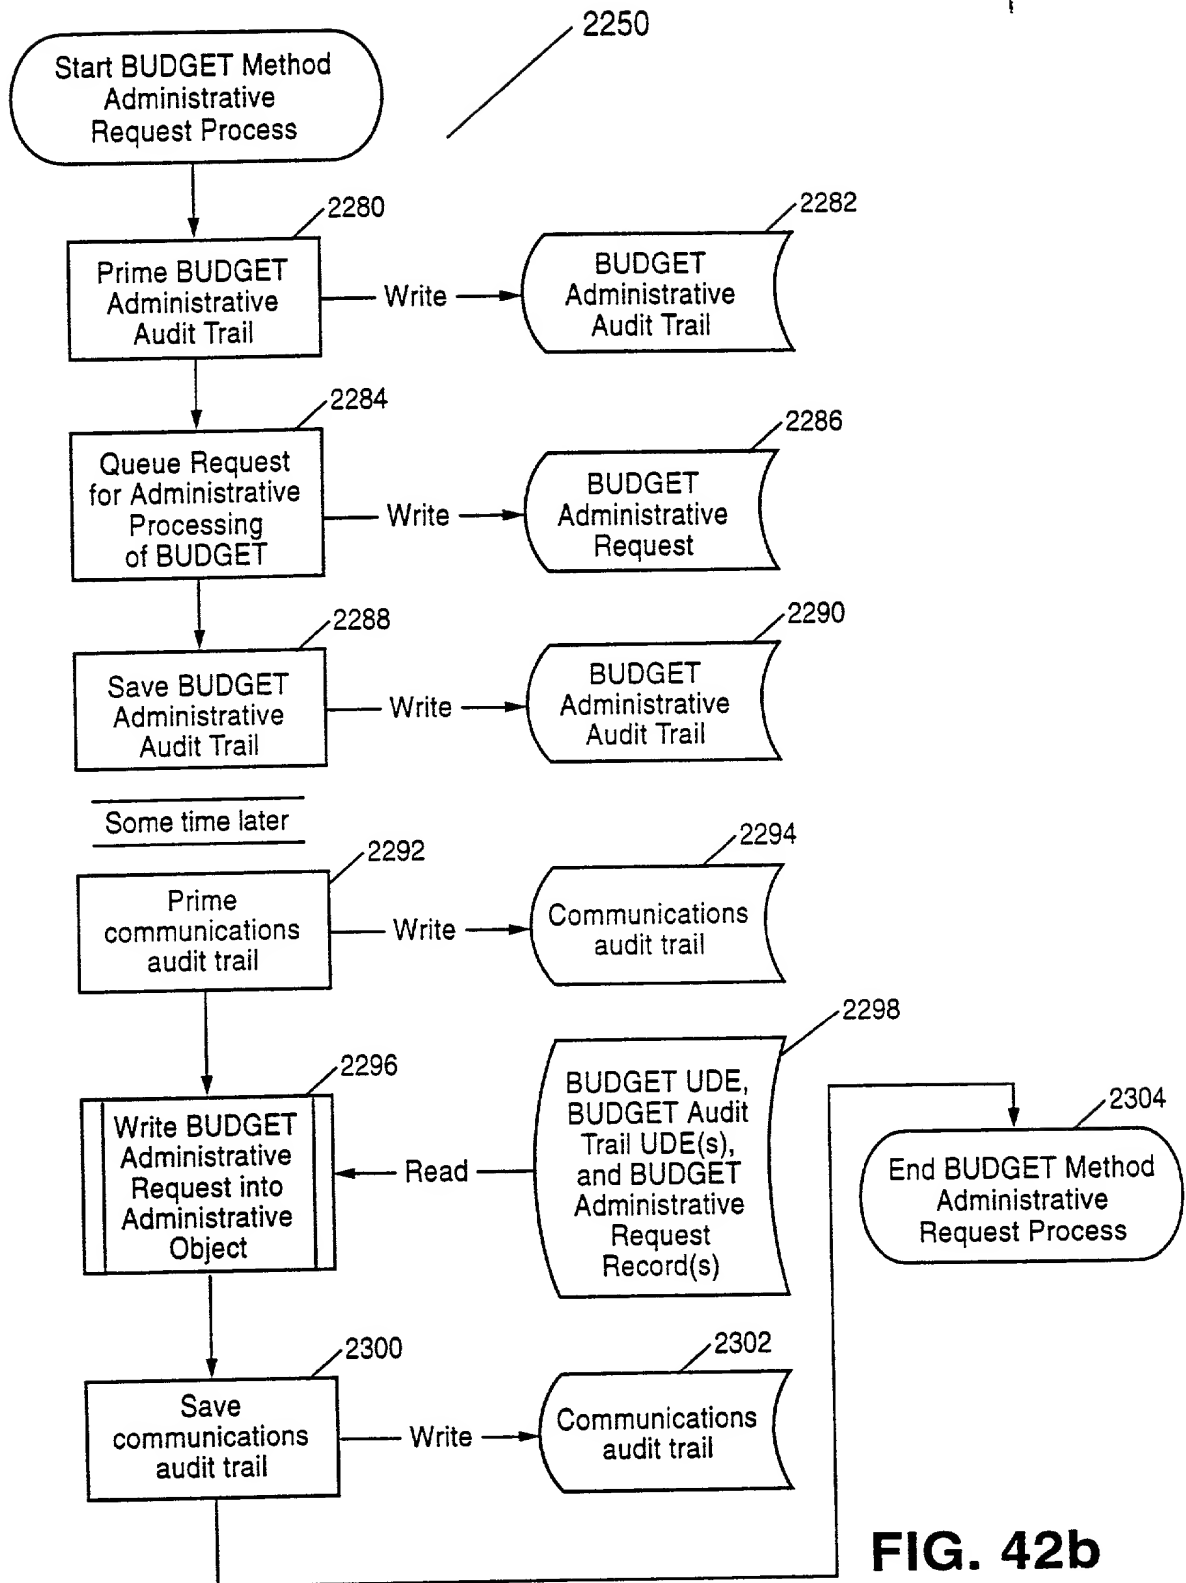 2250
Start BUDGET Method
Administrative
Request Process
2280
Prime BUDGET
Administrative
Audit Trail
Write
2282
BUDGET
Administrative
Audit Trail
2284
Queue Request
for Administrative
Processing
of BUDGET
Write
2286
BUDGET
Administrative
Request
2288
Save BUDGET
Administrative
Audit Trail
Write
2290
BUDGET
Administrative
Audit Trail
Some time later
2292
Prime
communications
audit trail
Write
2294
Communications
audit trail
2296
Write BUDGET
Administrative
Request into
Administrative
Object
Read
2298
BUDGET UDE,
BUDGET Audit
Trail UDE(s),
and BUDGET
Administrative
Request
Record(s)
2300
Save
communications
audit trail
Write
2302
Communications
audit trail
2304
End BUDGET Method
Administrative
Request Process
FIG. 42b